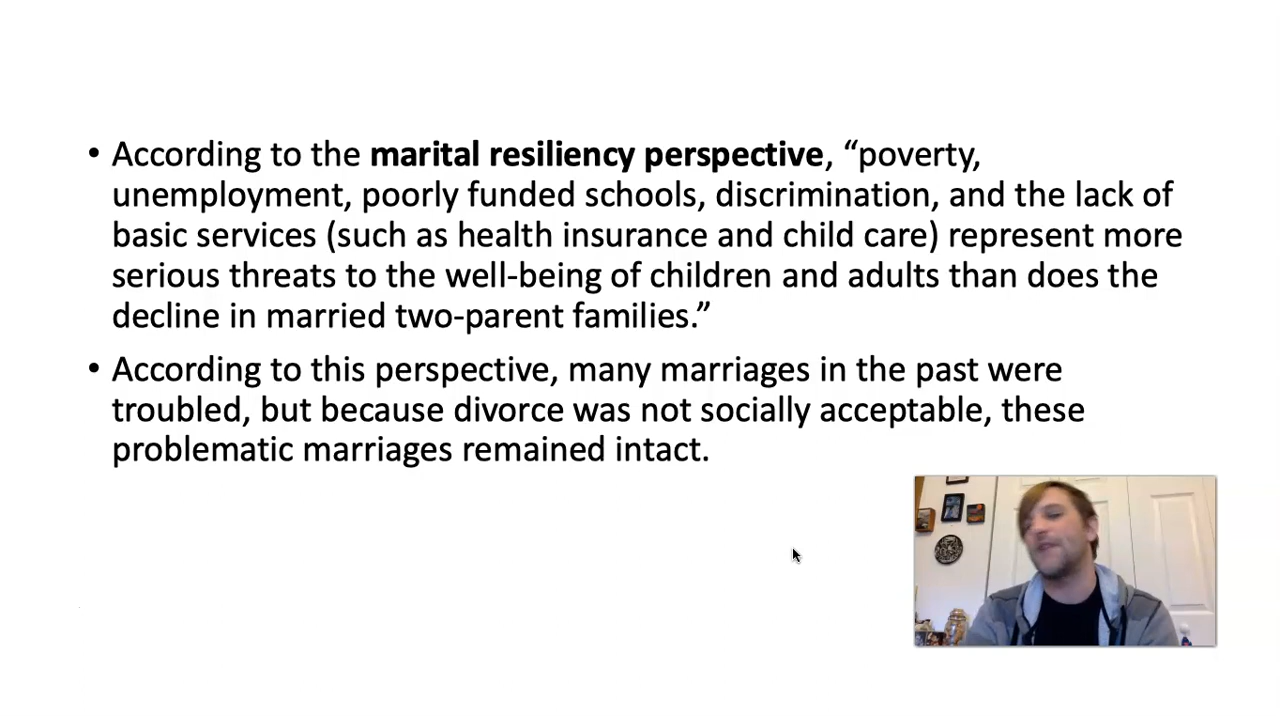 • According to the marital resiliency perspective, “poverty,
unemployment, poorly funded schools, discrimination, and the lack of
basic services (such as health insurance and child care) represent more
serious threats to the well-being of children and adults than does the
decline in married two-parent families.”
• According to this perspective, many marriages in the past were
troubled, but because divorce was not socially acceptable, these
problematic marriages remained intact.